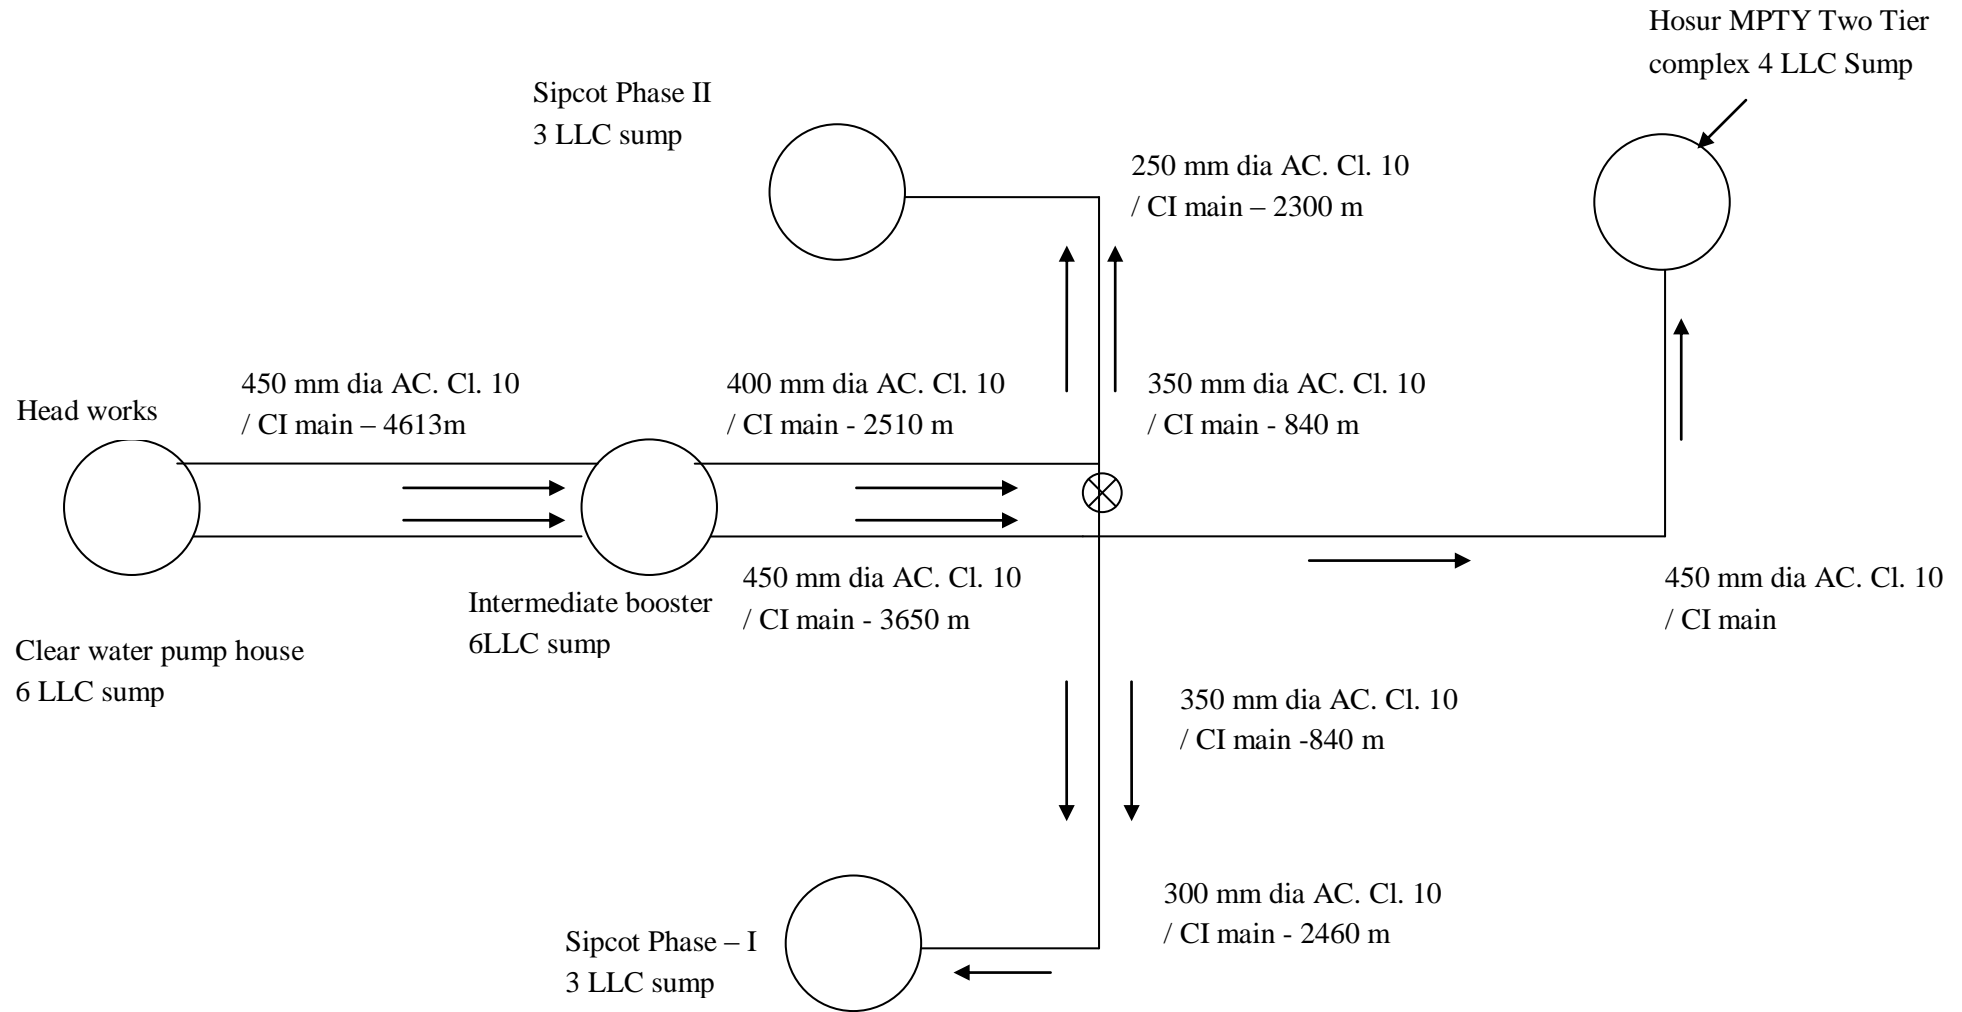 Hosur MPTY Two Tier
complex 4 LLC Sump
Sipcot Phase II
3 LLC sump
250 mm dia AC. Cl. 10
/ CI main – 2300 m
Head works
450 mm dia AC. Cl. 10
/ CI main – 4613m
400 mm dia AC. Cl. 10
/ CI main - 2510 m
350 mm dia AC. Cl. 10
/ CI main - 840 m
Clear water pump house
6 LLC sump
Intermediate booster
6LLC sump
450 mm dia AC. Cl. 10
/ CI main - 3650 m
450 mm dia AC. Cl. 10
/ CI main
350 mm dia AC. Cl. 10
/ CI main -840 m
300 mm dia AC. Cl. 10
/ CI main - 2460 m
Sipcot Phase – I
3 LLC sump